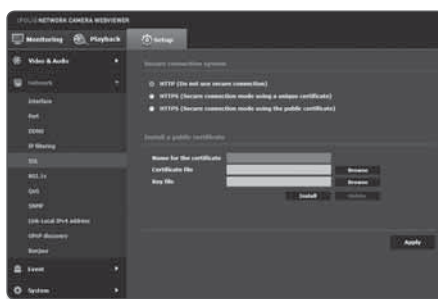 iPOLiS NETWORK CAMERA WEBVIEWER
Monitoring
Playback
Setup
Video & Audio
Network
Interface
Port
DDNS
IP filtering
SSL
802.1x
QoS
SNMP
Link-Local IPv4 address
UPnP discovery
Bonjour
Event
System
Secure connection system
HTTP (Do not use secure connection)
HTTPS (Secure connection mode using a unique certificate)
HTTPS (Secure connection mode using the public certificate)
Install a public certificate
Name for the certificate
Certificate file
Browse
Key file
Browse
Install
Delete
Apply